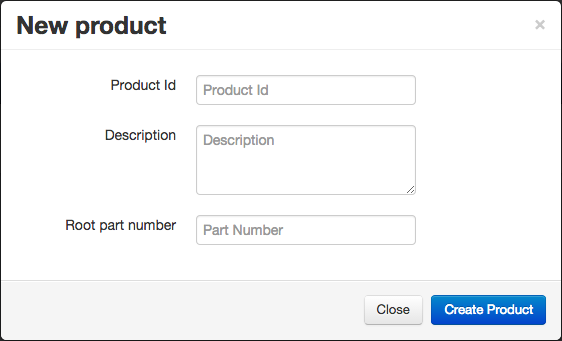 New product ×
Product Id Product Id
Description Description
Root part number Part Number
Close Create Product